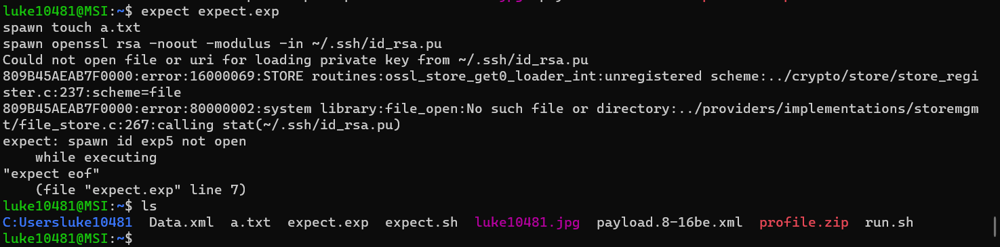 luke10481@MSI:~$ expect expect.exp
spawn touch a.txt
spawn openssl rsa -noout -modulus -in ~/.ssh/id_rsa.pu
Could not open file or uri for loading private key from ~/.ssh/id_rsa.pu
809B45AEAB7F0000:error:16000069:STORE routines:ossl_store_get0_loader_int:unregistered scheme:../crypto/store/store_regi
ster.c:237:scheme=file
809B45AEAB7F0000:error:80000002:system library:file_open:No such file or directory:../providers/implementations/storemgm
t/file_store.c:267:calling stat(~/.ssh/id_rsa.pu)
expect: spawn id exp5 not open
    while executing
"expect eof"
    (file "expect.exp" line 7)
luke10481@MSI:~$ ls
C:Usersluke10481  Data.xml  a.txt  expect.exp  expect.sh  luke10481.jpg  payload.8-16be.xml  profile.zip  run.sh
luke10481@MSI:~$